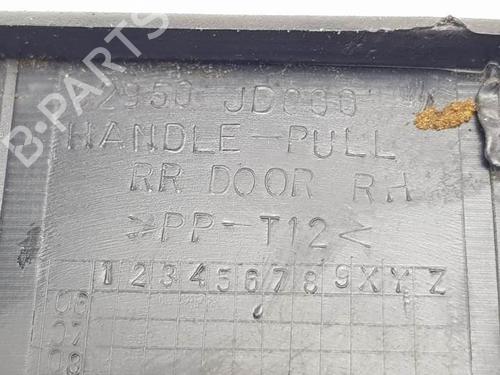 B-PARTS
JD000
HANDLE-PULL
RR DOOR RH
>PP-T12<
1 2 3 4 5 6 7 8 9 X Y Z
06
07
08